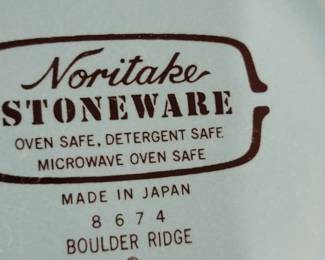 Noritake
STONEWARE
OVEN SAFE, DETERGENT SAFE
MICROWAVE OVEN SAFE
MADE IN JAPAN
8674
BOULDER RIDGE